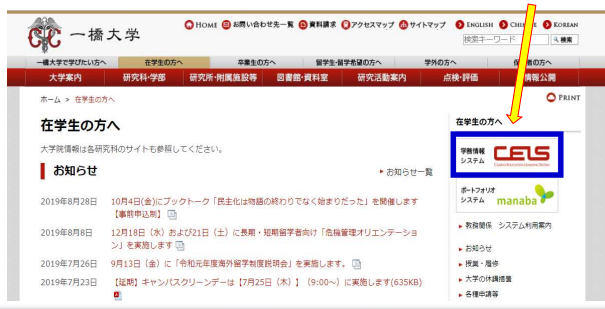 一橋大学
HOME お問い合わせ先一覧 資料請求 アクセスマップ サイトマップ ENGLISH KOREAN
検索キーワード 検索
一橋大学で学びたい方へ 在学生の方へ 卒業生の方へ 留学生・留学希望の方へ 学外の方へ
大学案内 研究科・学部 研究所・附属施設等 図書館・資料室 研究活動案内 点検・評価 情報公開
ホーム » 在学生の方へ
PRINT
在学生の方へ
大学院情報は各研究科のサイトも参照してください。
お知らせ
お知らせ一覧
2019年8月28日 10月4日(金)にブックトーク「民主化は物語の終わりでなく始まりだった」を開催します
【事前申込制】
2019年8月8日 12月18日（水）および21日（土）に長期・短期留学者向け「危機管理オリエンテーショ
ン」を実施します
2019年7月26日 9月13日（金）に「令和元年度海外留学制度説明会」を実施します。
2019年7月23日 【延期】キャンパスクリーンデーは【7月25日（木）】（9:00～）に実施します(635KB)
在学生の方へ
学務情報
システム
CELS
ポートフォリオ
システム
manaba
教務関係 システム利用案内
お知らせ
授業・履修
大学の休講措置
各種申請等